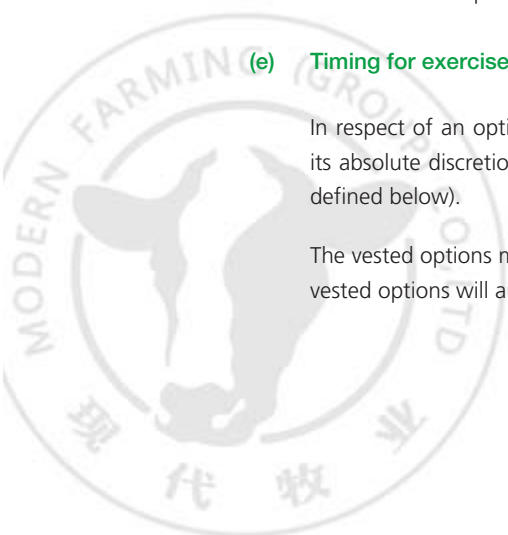 (e) Timing for exercise
In respect of an opti
its absolute discretio
defined below).
The vested options
vested options will a
MODERN FARMING (GROUP) CO., LTD
现代牧业